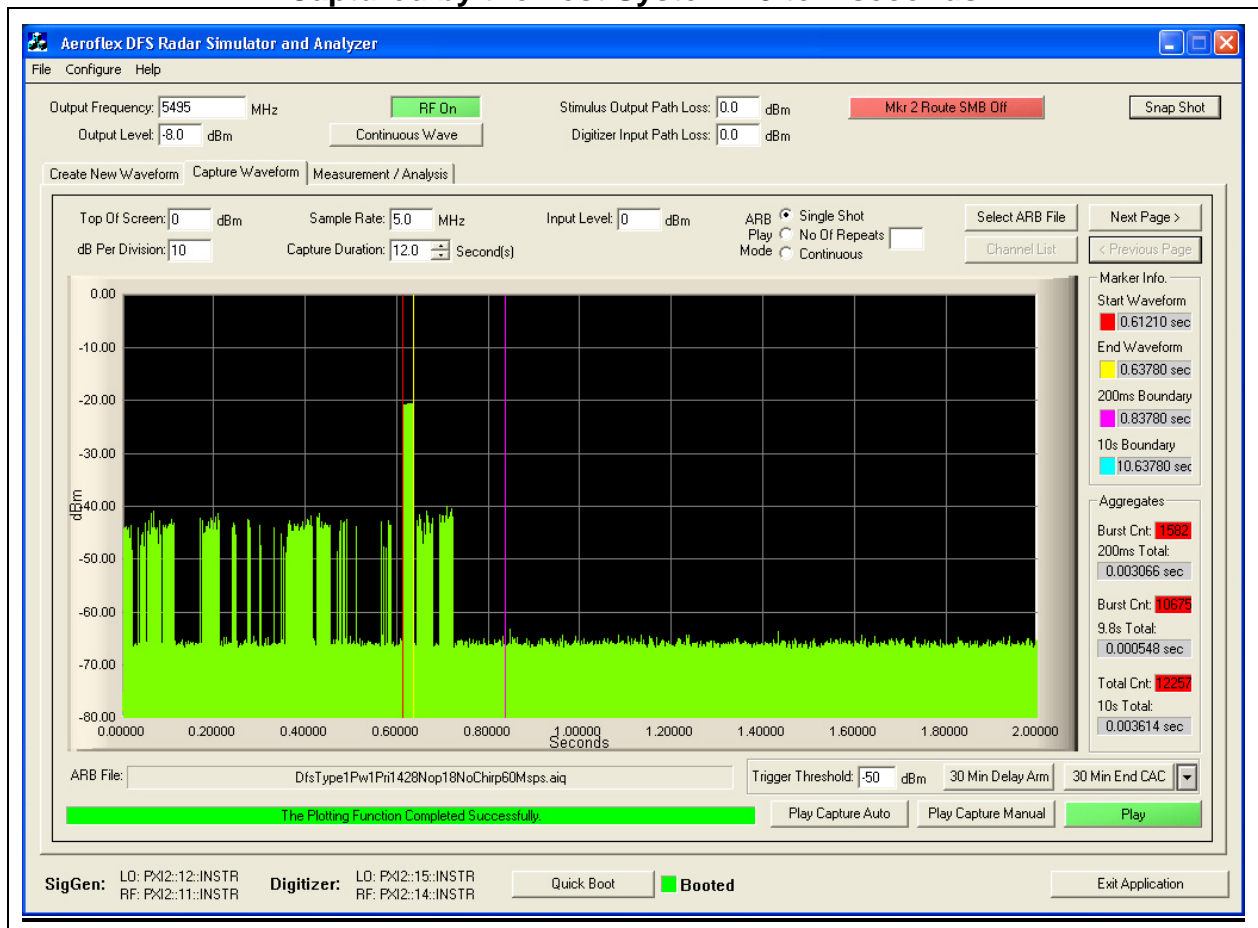 Aeroflex DFS Radar Simulator and Analyzer
File Configure Help
Output Frequency: 5495 MHz RF On Stimulus Output Path Loss: 0.0 dBm Mkr 2 Route SMB Off Snap Shot
Output Level: -8.0 dBm Continuous Wave Digitizer Input Path Loss: 0.0 dBm
Create New Waveform Capture Waveform Measurement / Analysis
Top Of Screen: 0 dBm Sample Rate: 5.0 MHz Input Level: 0 dBm ARB Play Mode Single Shot Select ARB File Next Page >
dB Per Division: 10 Capture Duration: 12.0 Second(s) No Of Repeats Channel List < Previous Page
Continuous
Marker Info.
Start Waveform
0.61210 sec
End Waveform
0.63780 sec
200ms Boundary
0.83780 sec
10s Boundary
10.63780 sec
Aggregates
Burst Cnt: 1582
200ms Total:
0.003066 sec
Burst Cnt: 10675
9.8s Total:
0.000548 sec
Total Cnt: 12257
10s Total:
0.003614 sec
0.00
-10.00
-20.00
-30.00
-40.00
-50.00
-60.00
-70.00
-80.00
dBm
0.00000 0.20000 0.40000 0.60000 0.80000 1.00000 1.20000 1.40000 1.60000 1.80000 2.00000
Seconds
ARB File: DfsType1Pw1Pri1428Nop18NoChirp60Msps.aiq Trigger Threshold: -50 dBm 30 Min Delay Arm 30 Min End CAC
The Plotting Function Completed Successfully. Play Capture Auto Play Capture Manual Play
SigGen: LO: PXI2::12::INSTR Digitizer: LO: PXI2::15::INSTR Quick Boot Booted Exit Application
RF: PXI2::11::INSTR RF: PXI2::14::INSTR